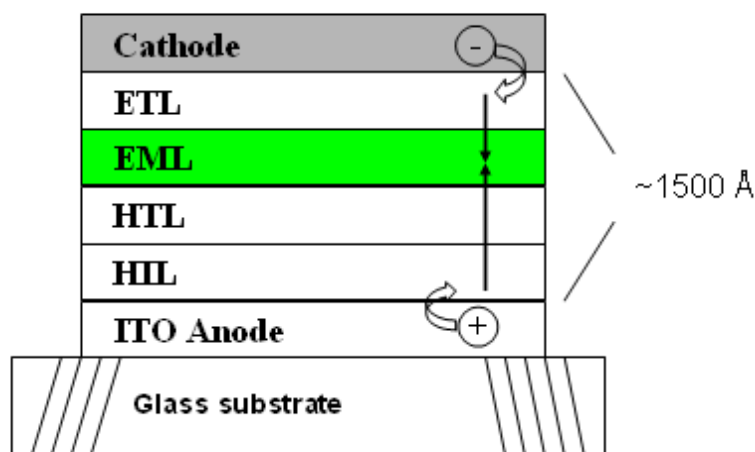 Cathode
-
ETL
EML
~1500 Å
HTL
HIL
ITO Anode
+
Glass substrate